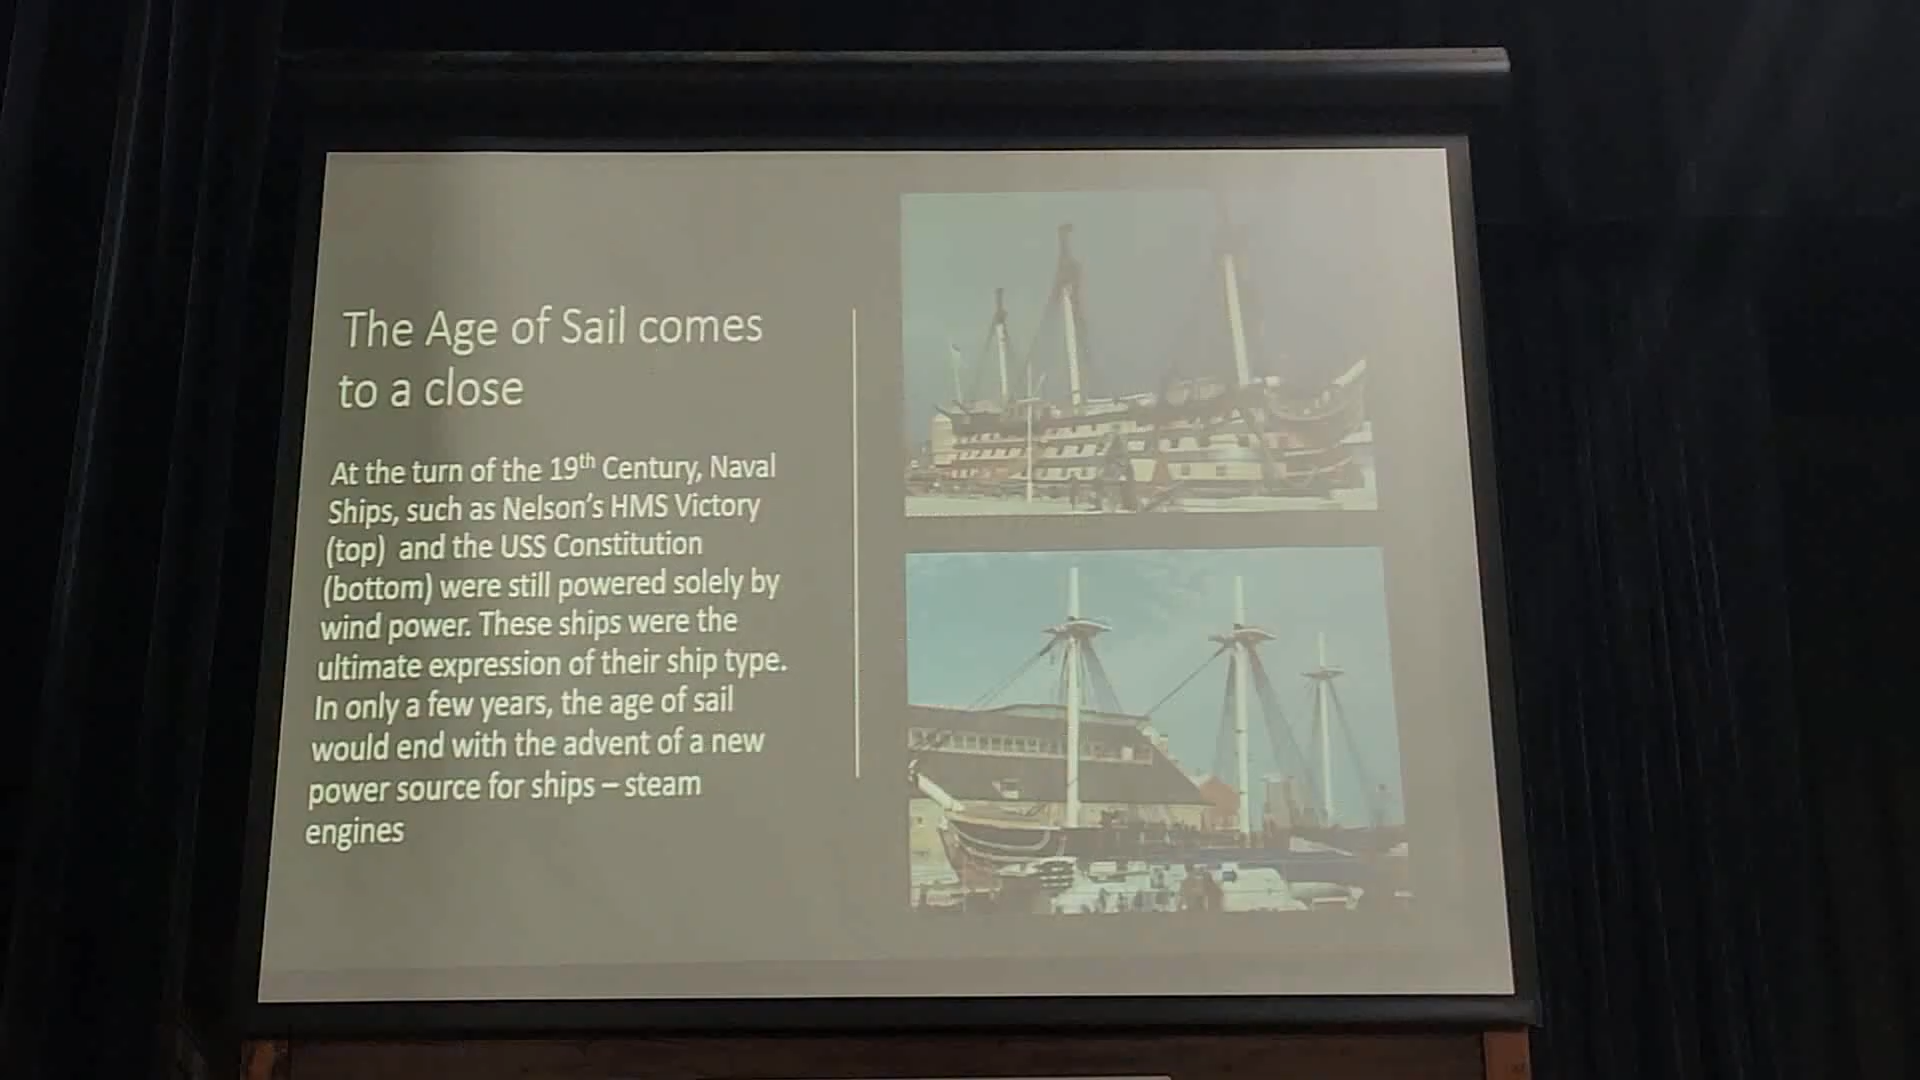 The Age of Sail comes
to a close
At the turn of the 19th Century, Naval
Ships, such as Nelson's HMS Victory
(top) and the USS Constitution
(bottom) were still powered solely by
wind power. These ships were the
ultimate expression of their ship type.
In only a few years, the age of sail
would end with the advent of a new
power source for ships – steam
engines